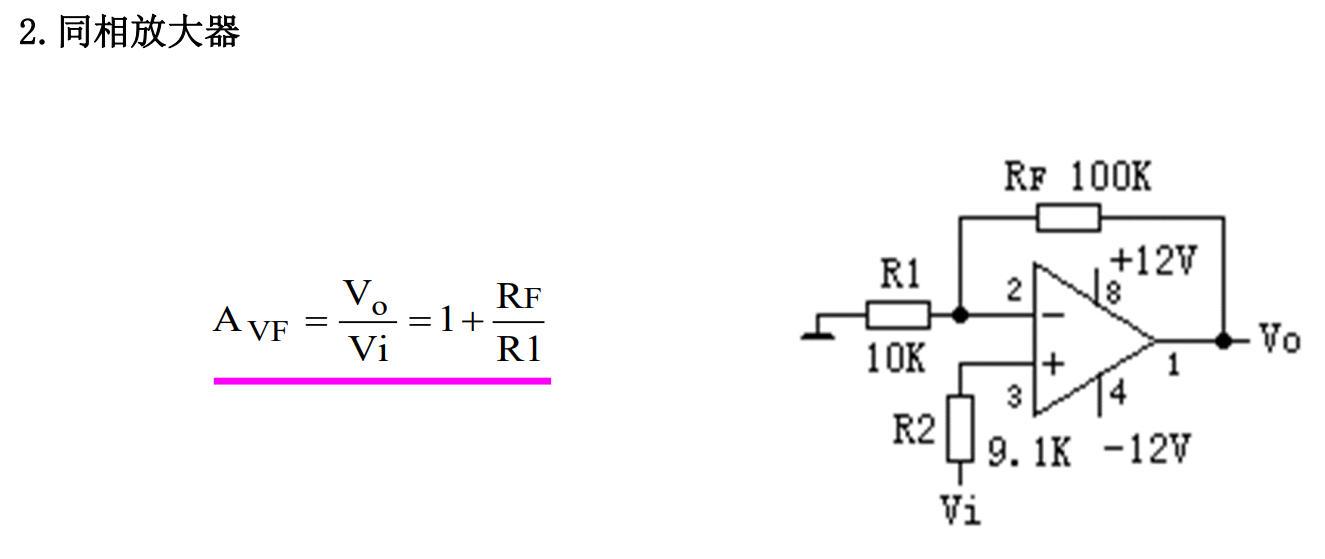 2.同相放大器
A VF = Vo / Vi = 1 + RF / R1
RF 100K
+12V
R1
2
8
−
10K
+
Vo
1
3
4
R2
9.1K
-12V
Vi